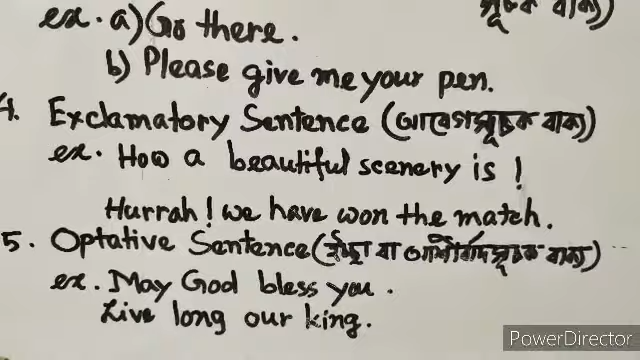 ex. a) Go there.
সূচক বাক্য)
b) Please give me your pen.
4. Exclamatory Sentence (আবেগসূচক বাক্য)
ex. How a beautiful scenery is !
Hurrah! we have won the match.
5. Optative Sentence (ইচ্ছা বা আশীর্বাদসূচক বাক্য)
ex. May God bless you.
Live long our king.
PowerDirector